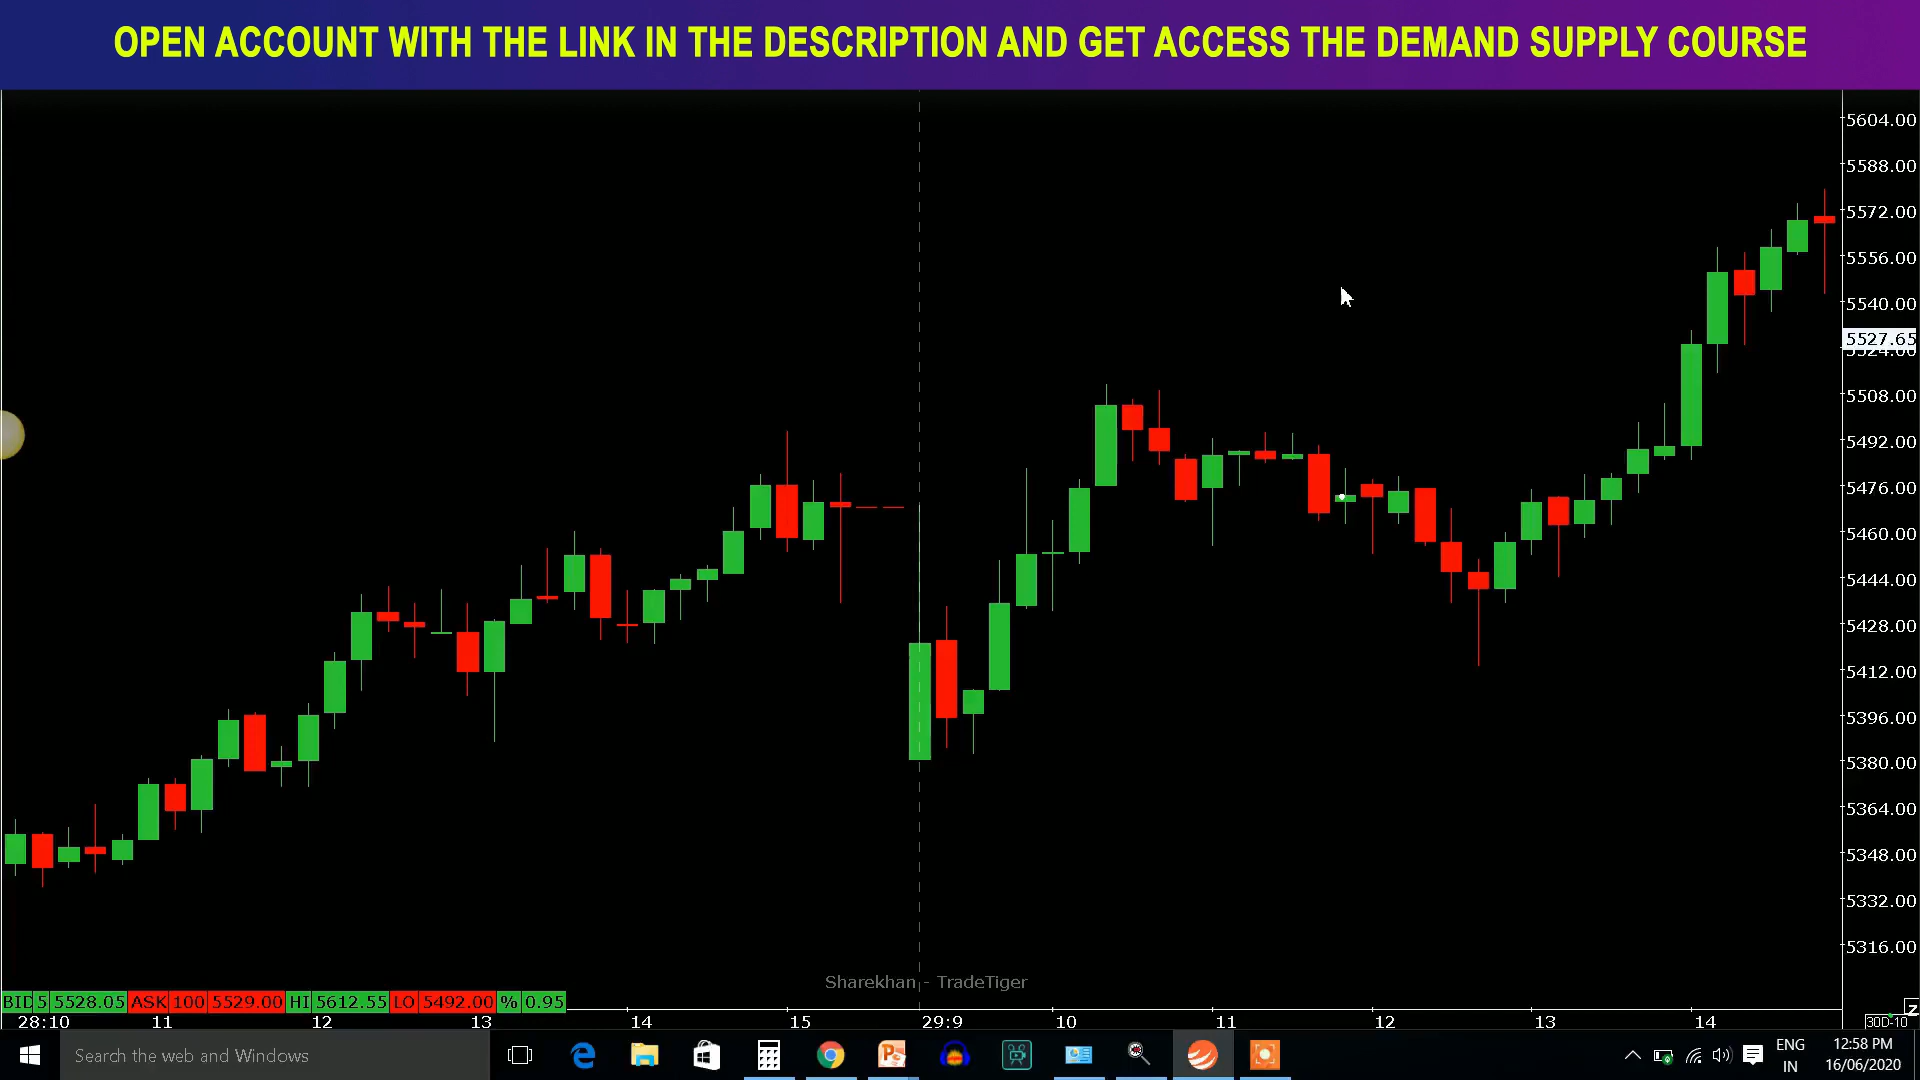 OPEN ACCOUNT WITH THE LINK IN THE DESCRIPTION AND GET ACCESS THE DEMAND SUPPLY COURSE
5604.00
5588.00
5572.00
5556.00
5540.00
5527.65
5524.00
5508.00
5492.00
5476.00
5460.00
5444.00
5428.00
5412.00
5396.00
5380.00
5364.00
5348.00
5332.00
5316.00
Sharekhan - TradeTiger
BID 5 5528.05 ASK 100 5529.00 HI 5612.55 LO 5492.00 % 0.95
Z
28:10 11 12 13 14 15 29:9 10 11 12 13 14 30D-10
Search the web and Windows
ENG
IN
12:58 PM
16/06/2020